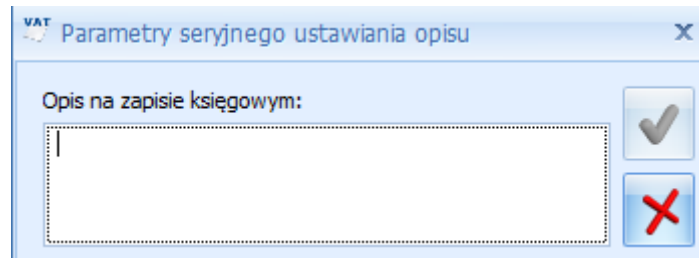 VAT
Parametry seryjnego ustawiania opisu
Opis na zapisie księgowym: